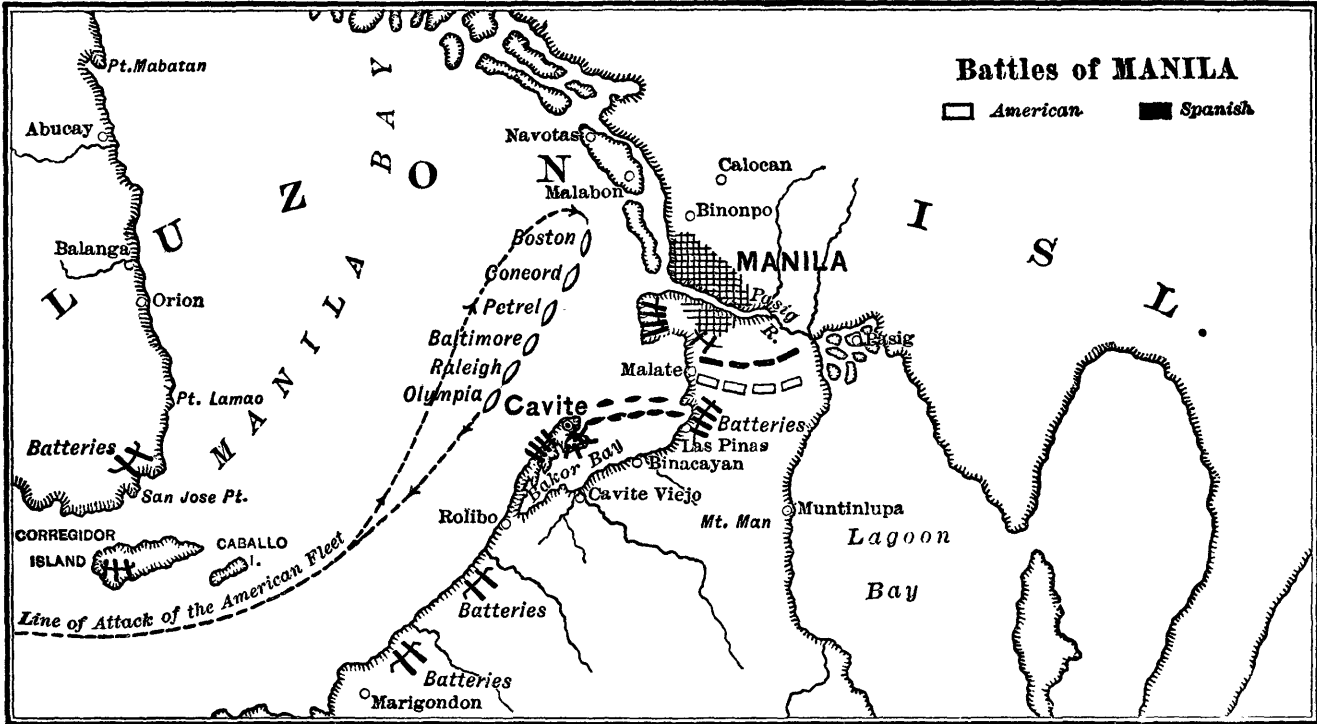 Battles of MANILA
American
Spanish
Pt. Mabatan
Abucay
Balanga
Orion
Pt. Lamao
Batteries
San Jose Pt.
CORREGIDOR
ISLAND
CABALLO
I.
Line of Attack of the American Fleet
LUZON ISL.
MANILA BAY
Navotas
Malabon
Calocan
Binonpo
MANILA
Pasig
R.
Pasig
Boston
Concord
Petrel
Baltimore
Raleigh
Olympia
Malate
Cavite
Batteries
Las Pinas
Binacayan
Bakor Bay
Cavite Viejo
Rolibo
Mt. Man
Muntinlupa
Lagoon
Bay
Batteries
Batteries
Marigondon